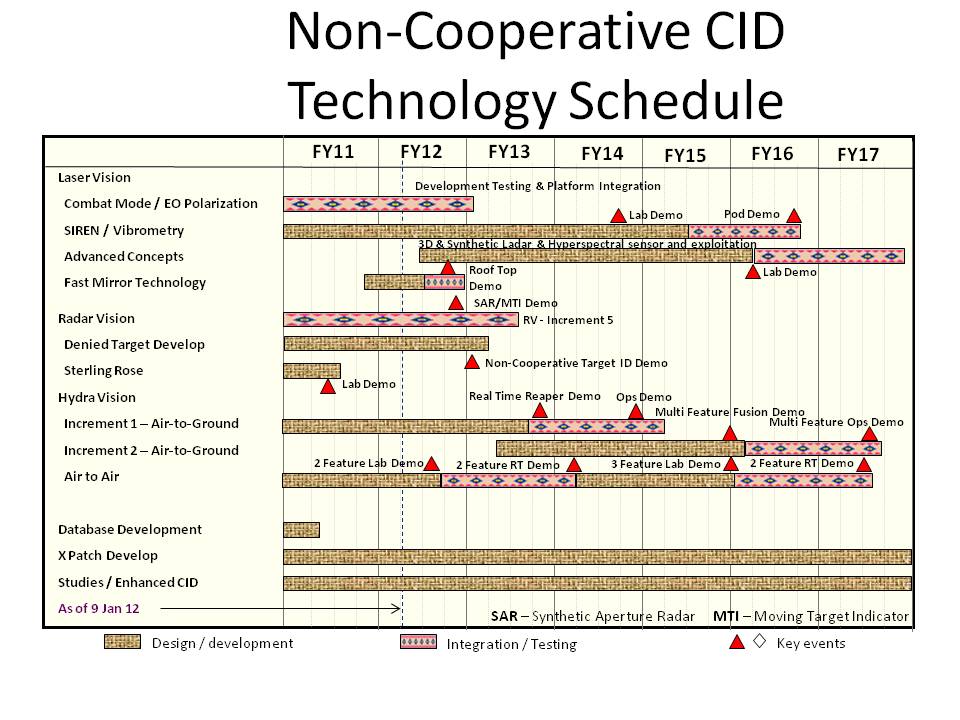 Non-Cooperative CID
Technology Schedule
FY11 FY12 FY13 FY14 FY15 FY16 FY17
Laser Vision
Development Testing & Platform Integration
Combat Mode / EO Polarization
Lab Demo Pod Demo
SIREN / Vibrometry
3D & Synthetic Ladar & Hyperspectral sensor and exploitation
Advanced Concepts
Roof Top Demo
Lab Demo
Fast Mirror Technology
SAR/MTI Demo
Radar Vision
RV - Increment 5
Denied Target Develop
Non-Cooperative Target ID Demo
Sterling Rose
Lab Demo
Hydra Vision
Real Time Reaper Demo Ops Demo
Multi Feature Fusion Demo
Increment 1 – Air-to-Ground
Multi Feature Ops Demo
Increment 2 – Air-to-Ground
2 Feature Lab Demo 2 Feature RT Demo 3 Feature Lab Demo 2 Feature RT Demo
Air to Air
Database Development
X Patch Develop
Studies / Enhanced CID
As of 9 Jan 12
SAR – Synthetic Aperture Radar MTI – Moving Target Indicator
Design / development Integration / Testing Key events